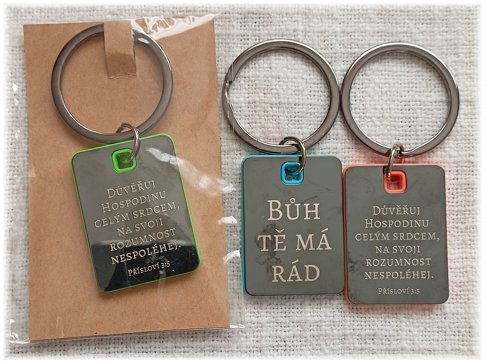 Důvěřuj
Hospodinu
celým srdcem,
na svoji
rozumnost
nespoléhej.
Přísloví 3:5
Bůh
tě má
rád
Důvěřuj
Hospodinu
celým srdcem,
na svoji
rozumnost
nespoléhej.
Přísloví 3:5